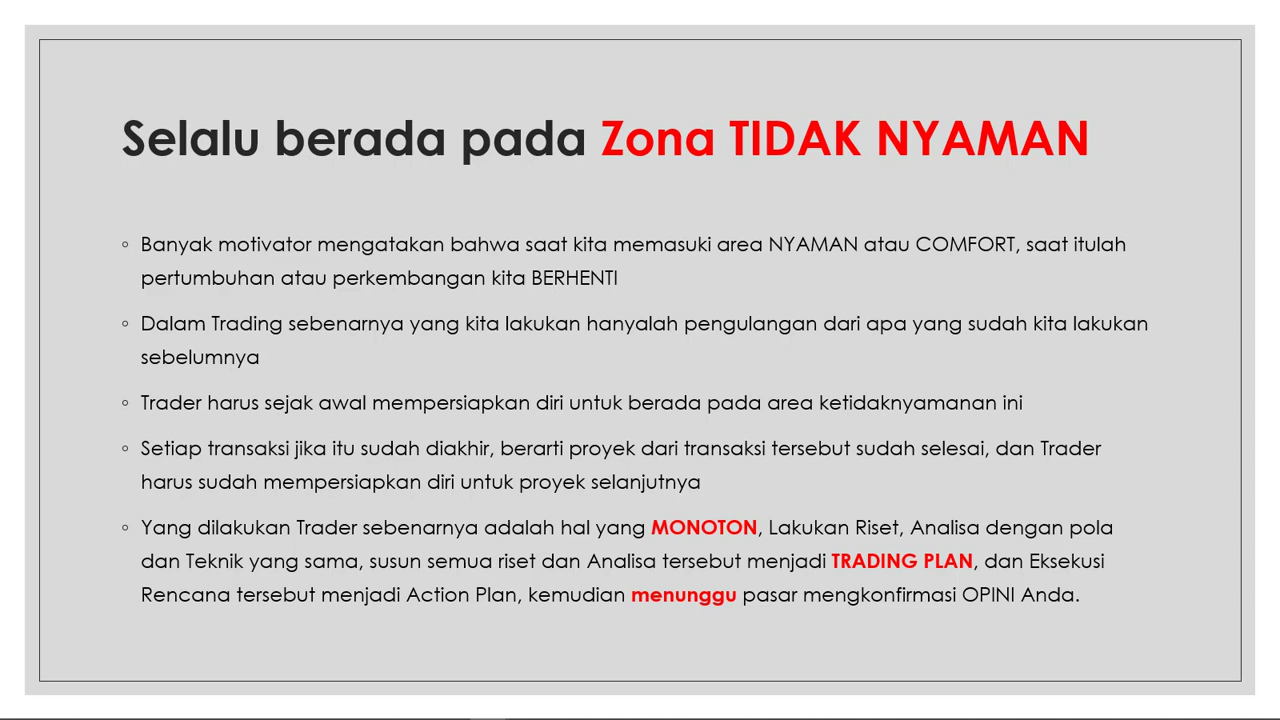 Selalu berada pada Zona TIDAK NYAMAN
◦ Banyak motivator mengatakan bahwa saat kita memasuki area NYAMAN atau COMFORT, saat itulah
pertumbuhan atau perkembangan kita BERHENTI
◦ Dalam Trading sebenarnya yang kita lakukan hanyalah pengulangan dari apa yang sudah kita lakukan
sebelumnya
◦ Trader harus sejak awal mempersiapkan diri untuk berada pada area ketidaknyamanan ini
◦ Setiap transaksi jika itu sudah diakhir, berarti proyek dari transaksi tersebut sudah selesai, dan Trader
harus sudah mempersiapkan diri untuk proyek selanjutnya
◦ Yang dilakukan Trader sebenarnya adalah hal yang MONOTON, Lakukan Riset, Analisa dengan pola
dan Teknik yang sama, susun semua riset dan Analisa tersebut menjadi TRADING PLAN, dan Eksekusi
Rencana tersebut menjadi Action Plan, kemudian menunggu pasar mengkonfirmasi OPINI Anda.